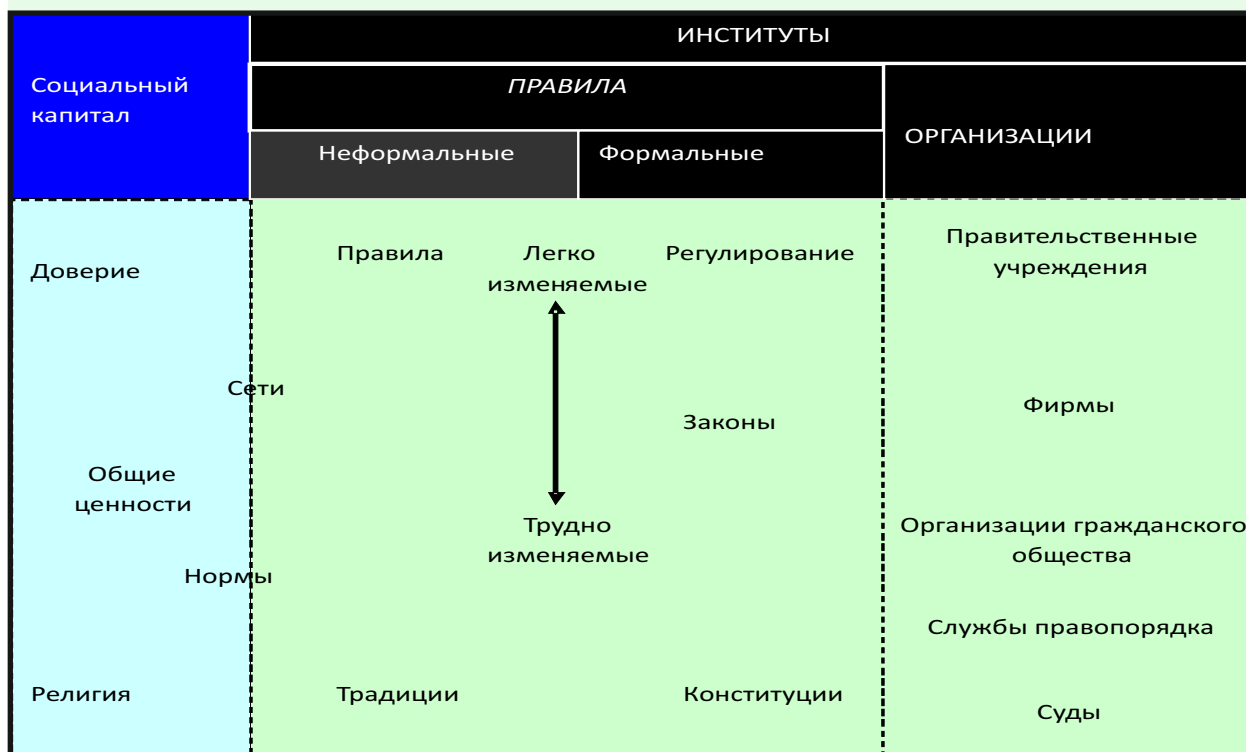 ИНСТИТУТЫ
Социальный
капитал
ПРАВИЛА
ОРГАНИЗАЦИИ
Неформальные
Формальные
Доверие
Правила
Легко
изменяемые
Регулирование
Правительственные
учреждения
Сети
Законы
Фирмы
Общие
ценности
Трудно
изменяемые
Организации гражданского
общества
Нормы
Службы правопорядка
Религия
Традиции
Конституции
Суды